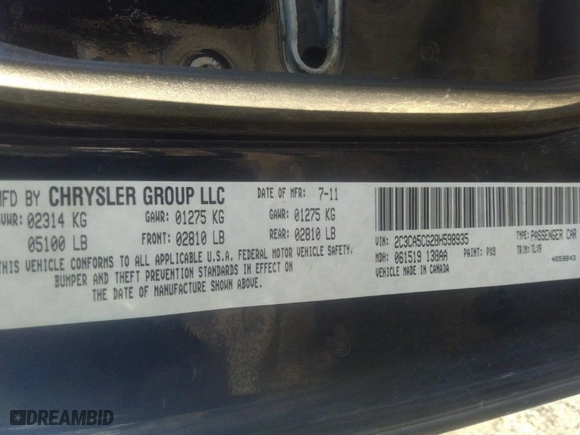 MFD BY CHRYSLER GROUP LLC DATE OF MFR: 7-11
GVWR: 02314 KG GAWR: 01275 KG GAWR: 01275 KG
05100 LB FRONT: 02810 LB REAR: 02810 LB
THIS VEHICLE CONFORMS TO ALL APPLICABLE U.S.A. FEDERAL MOTOR VEHICLE SAFETY,
BUMPER AND THEFT PREVENTION STANDARDS IN EFFECT ON
THE DATE OF MANUFACTURE SHOWN ABOVE.
VIN: 2C3CA5CG2BH598935 TYPE: PASSENGER CAR
MDH: 061519 139AA PAINT: PX8 TRIM: TLX9
VEHICLE MADE IN CANADA 
DREAMBID